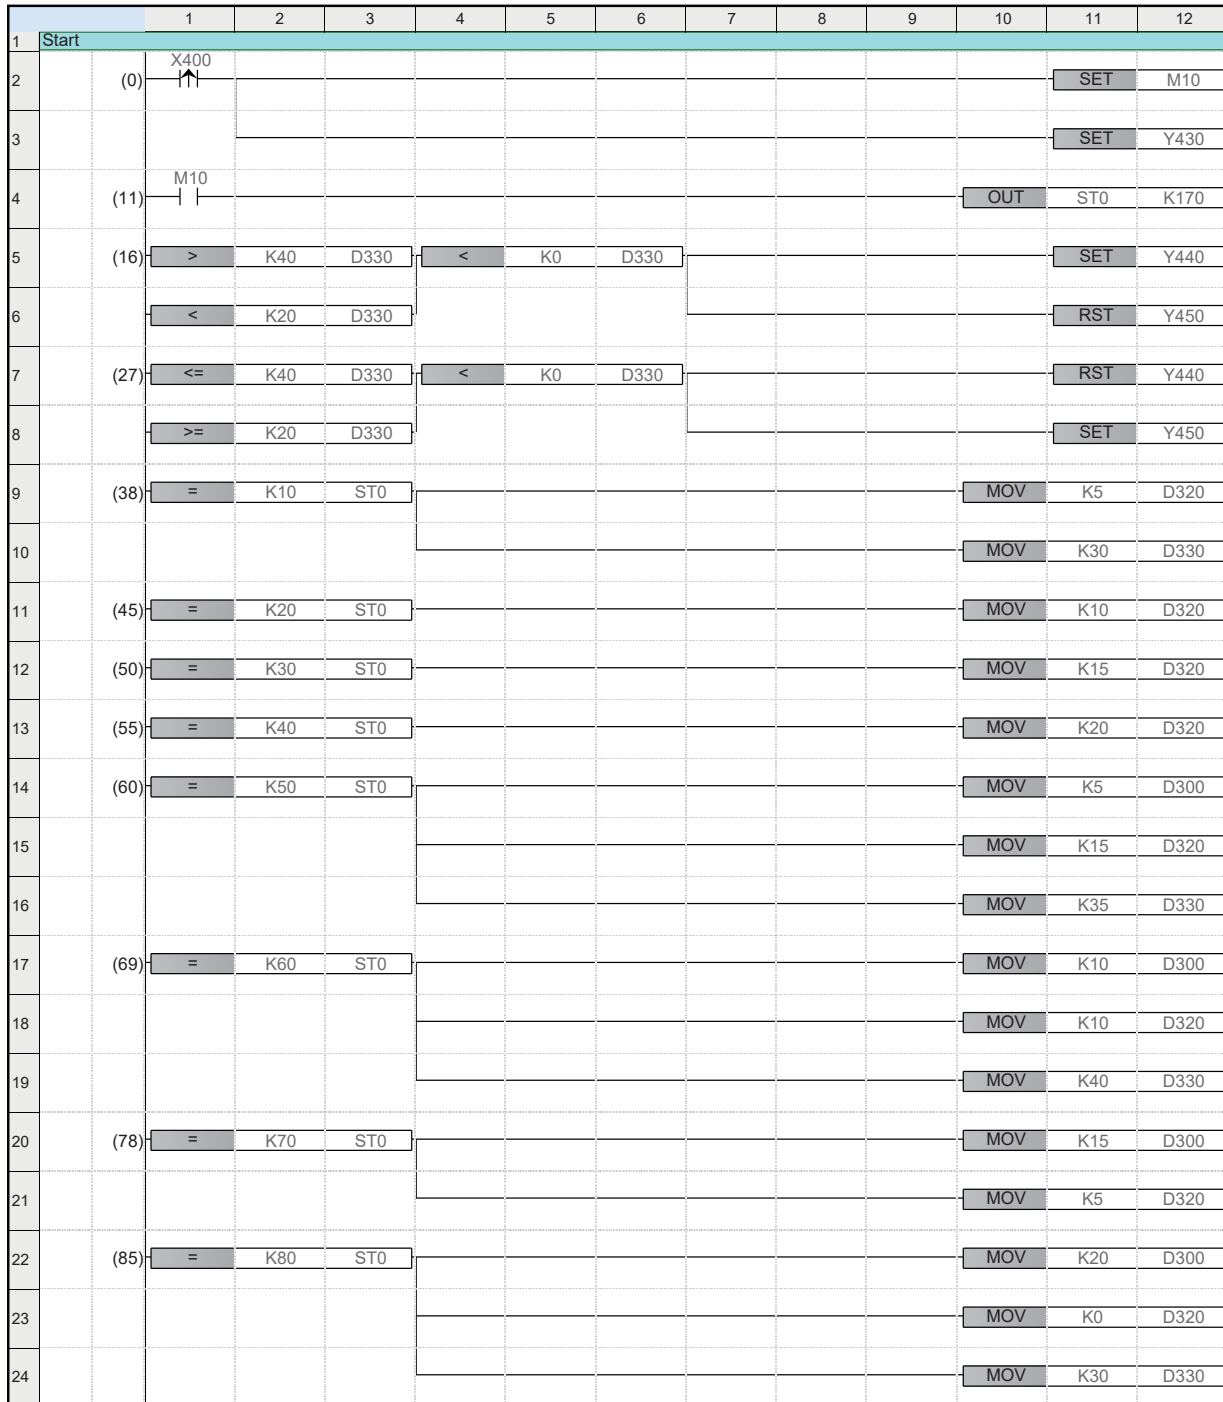 1 2 3 4 5 6 7 8 9 10 11 12
1 Start
X400
2 (0) SET M10
3 SET Y430
M10
4 (11) OUT ST0 K170
5 (16) > K40 D330 < K0 D330 SET Y440
6 < K20 D330 RST Y450
7 (27) <= K40 D330 < K0 D330 RST Y440
8 >= K20 D330 SET Y450
9 (38) = K10 ST0 MOV K5 D320
10 MOV K30 D330
11 (45) = K20 ST0 MOV K10 D320
12 (50) = K30 ST0 MOV K15 D320
13 (55) = K40 ST0 MOV K20 D320
14 (60) = K50 ST0 MOV K5 D300
15 MOV K15 D320
16 MOV K35 D330
17 (69) = K60 ST0 MOV K10 D300
18 MOV K10 D320
19 MOV K40 D330
20 (78) = K70 ST0 MOV K15 D300
21 MOV K5 D320
22 (85) = K80 ST0 MOV K20 D300
23 MOV K0 D320
24 MOV K30 D330